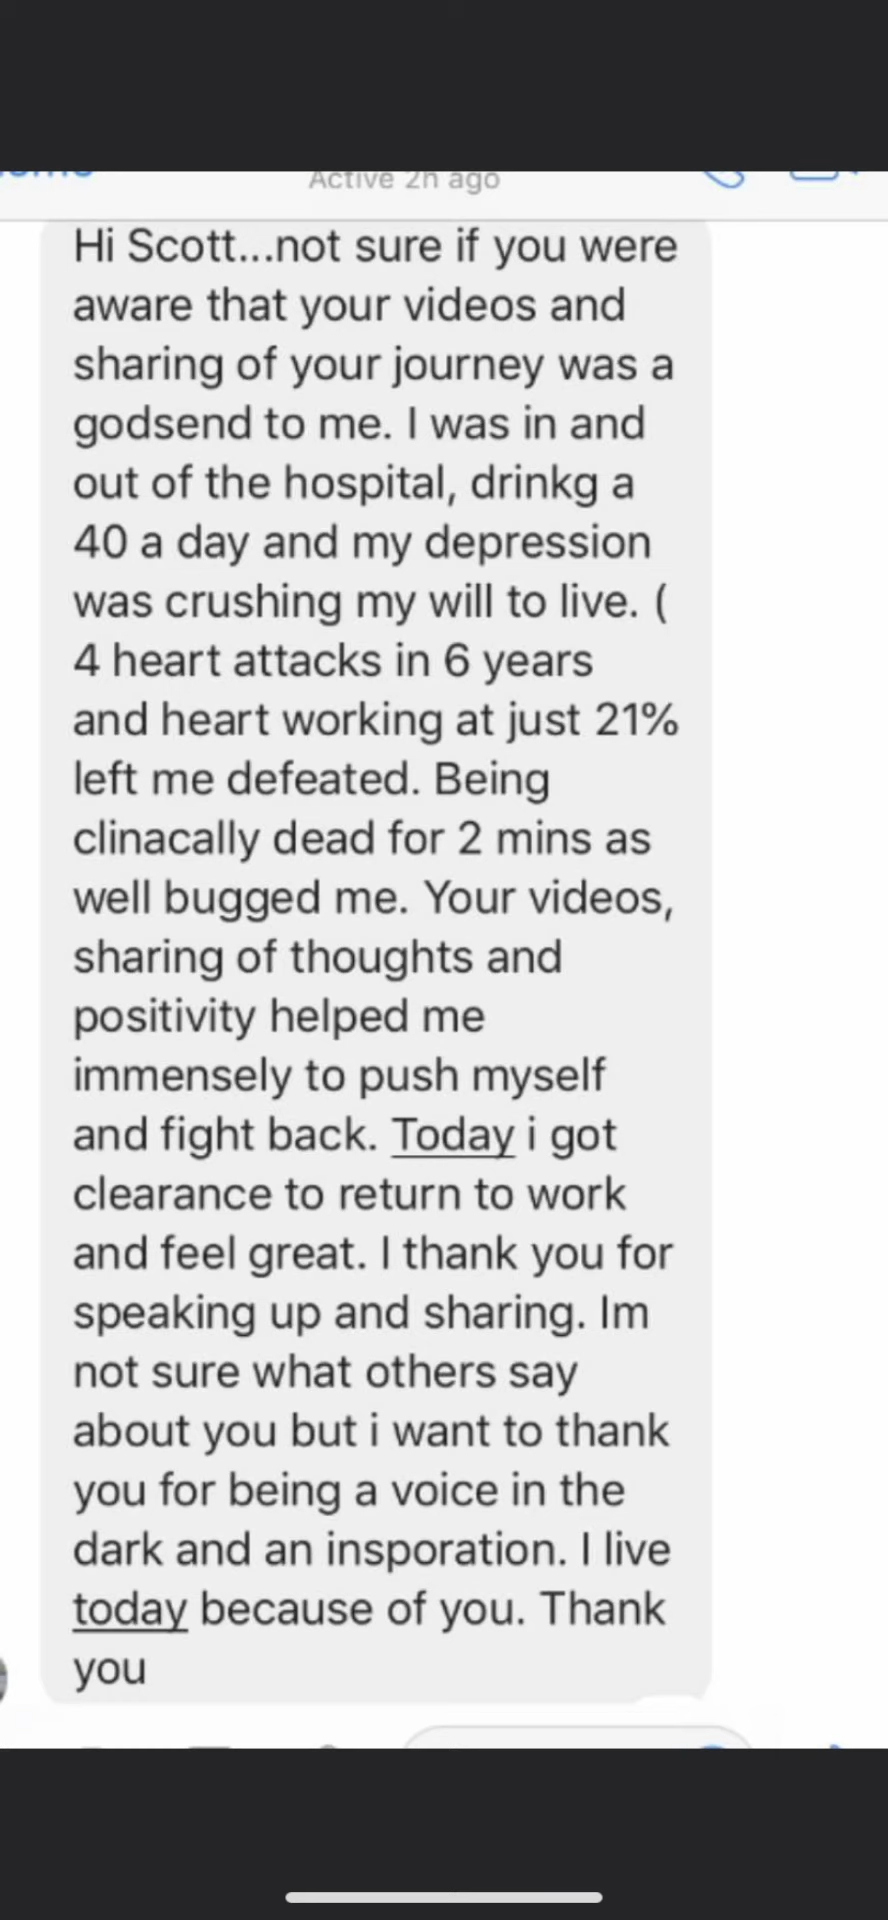 Active 2h ago
Hi Scott...not sure if you were
aware that your videos and
sharing of your journey was a
godsend to me. I was in and
out of the hospital, drinkg a
40 a day and my depression
was crushing my will to live. (
4 heart attacks in 6 years
and heart working at just 21%
left me defeated. Being
clinacally dead for 2 mins as
well bugged me. Your videos,
sharing of thoughts and
positivity helped me
immensely to push myself
and fight back. Today i got
clearance to return to work
and feel great. I thank you for
speaking up and sharing. Im
not sure what others say
about you but i want to thank
you for being a voice in the
dark and an insporation. I live
today because of you. Thank
you